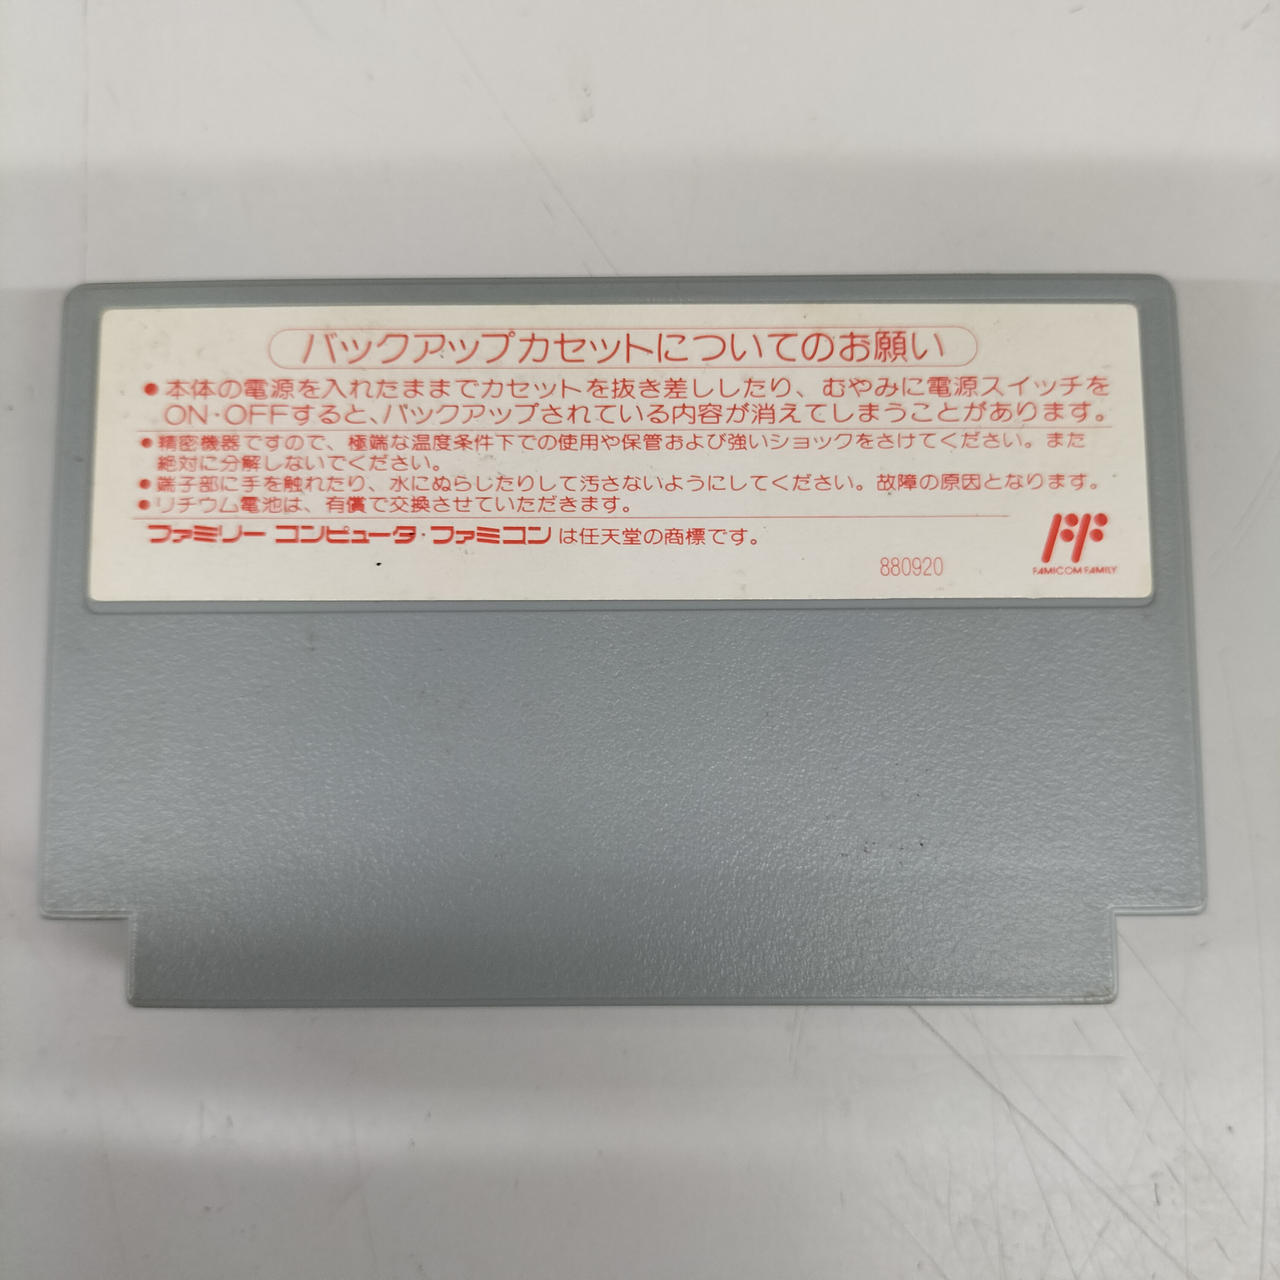 バックアップカセットについてのお願い
●本体の電源を入れたままでカセットを抜き差ししたり、むやみに電源スイッチを
ON・OFFすると、バックアップされている内容が消えてしまうことがあります。
●精密機器ですので、極端な温度条件下での使用や保管および強いショックをさけてください。また
絶対に分解しないでください。
●端子部に手を触れたり、水にぬらしたりして汚さないようにしてください。故障の原因となります。
●リチウム電池は、有償で交換させていただきます。
ファミリー コンピュータ・ファミコンは任天堂の商標です。
880920
FF
FAMICOM FAMILY